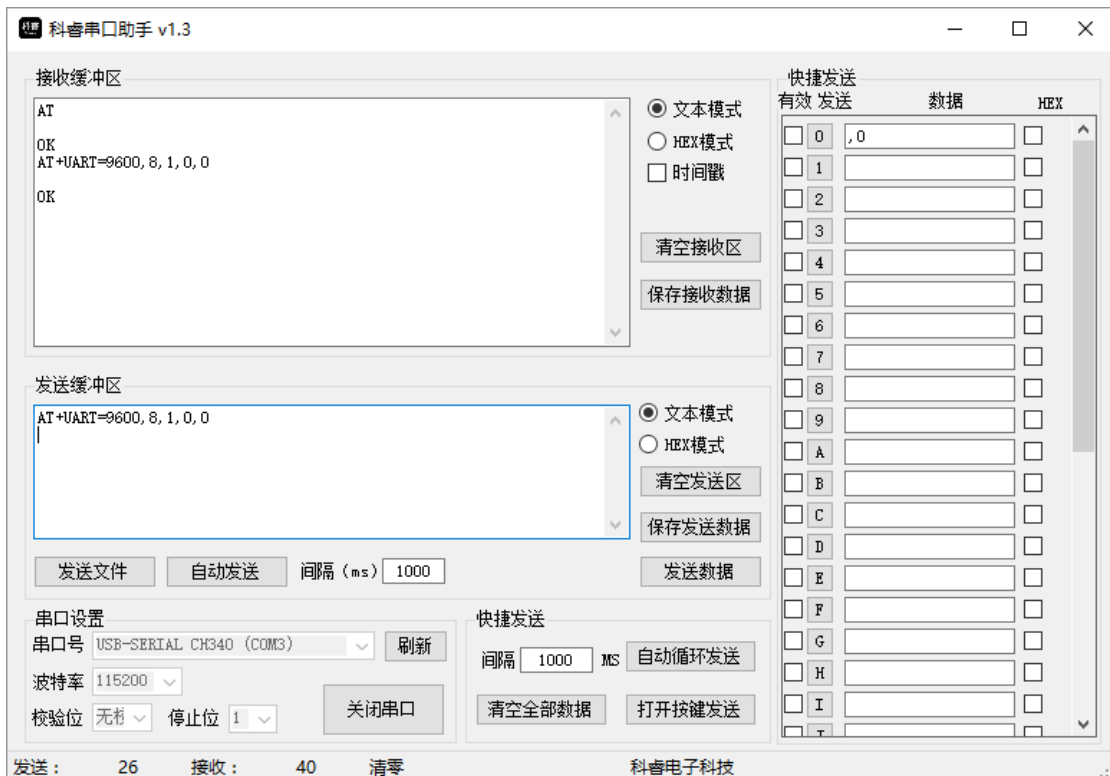 科睿串口助手 v1.3
接收缓冲区
AT
OK
AT+UART=9600,8,1,0,0
OK
文本模式
HEX模式
时间戳
清空接收区
保存接收数据
发送缓冲区
AT+UART=9600,8,1,0,0
文本模式
HEX模式
清空发送区
保存发送数据
发送文件 自动发送 间隔(ms) 1000 发送数据
串口设置
串口号 USB-SERIAL CH340 (COM3) 刷新
波特率 115200
校验位 停止位 1 关闭串口
快捷发送
间隔 1000 MS 自动循环发送
清空全部数据 打开按键发送
快捷发送
有效 发送 数据 HEX
0 ,0
1
2
3
4
5
6
7
8
9
A
B
C
D
E
F
G
H
I
发送: 26 接收: 40 清零 科睿电子科技